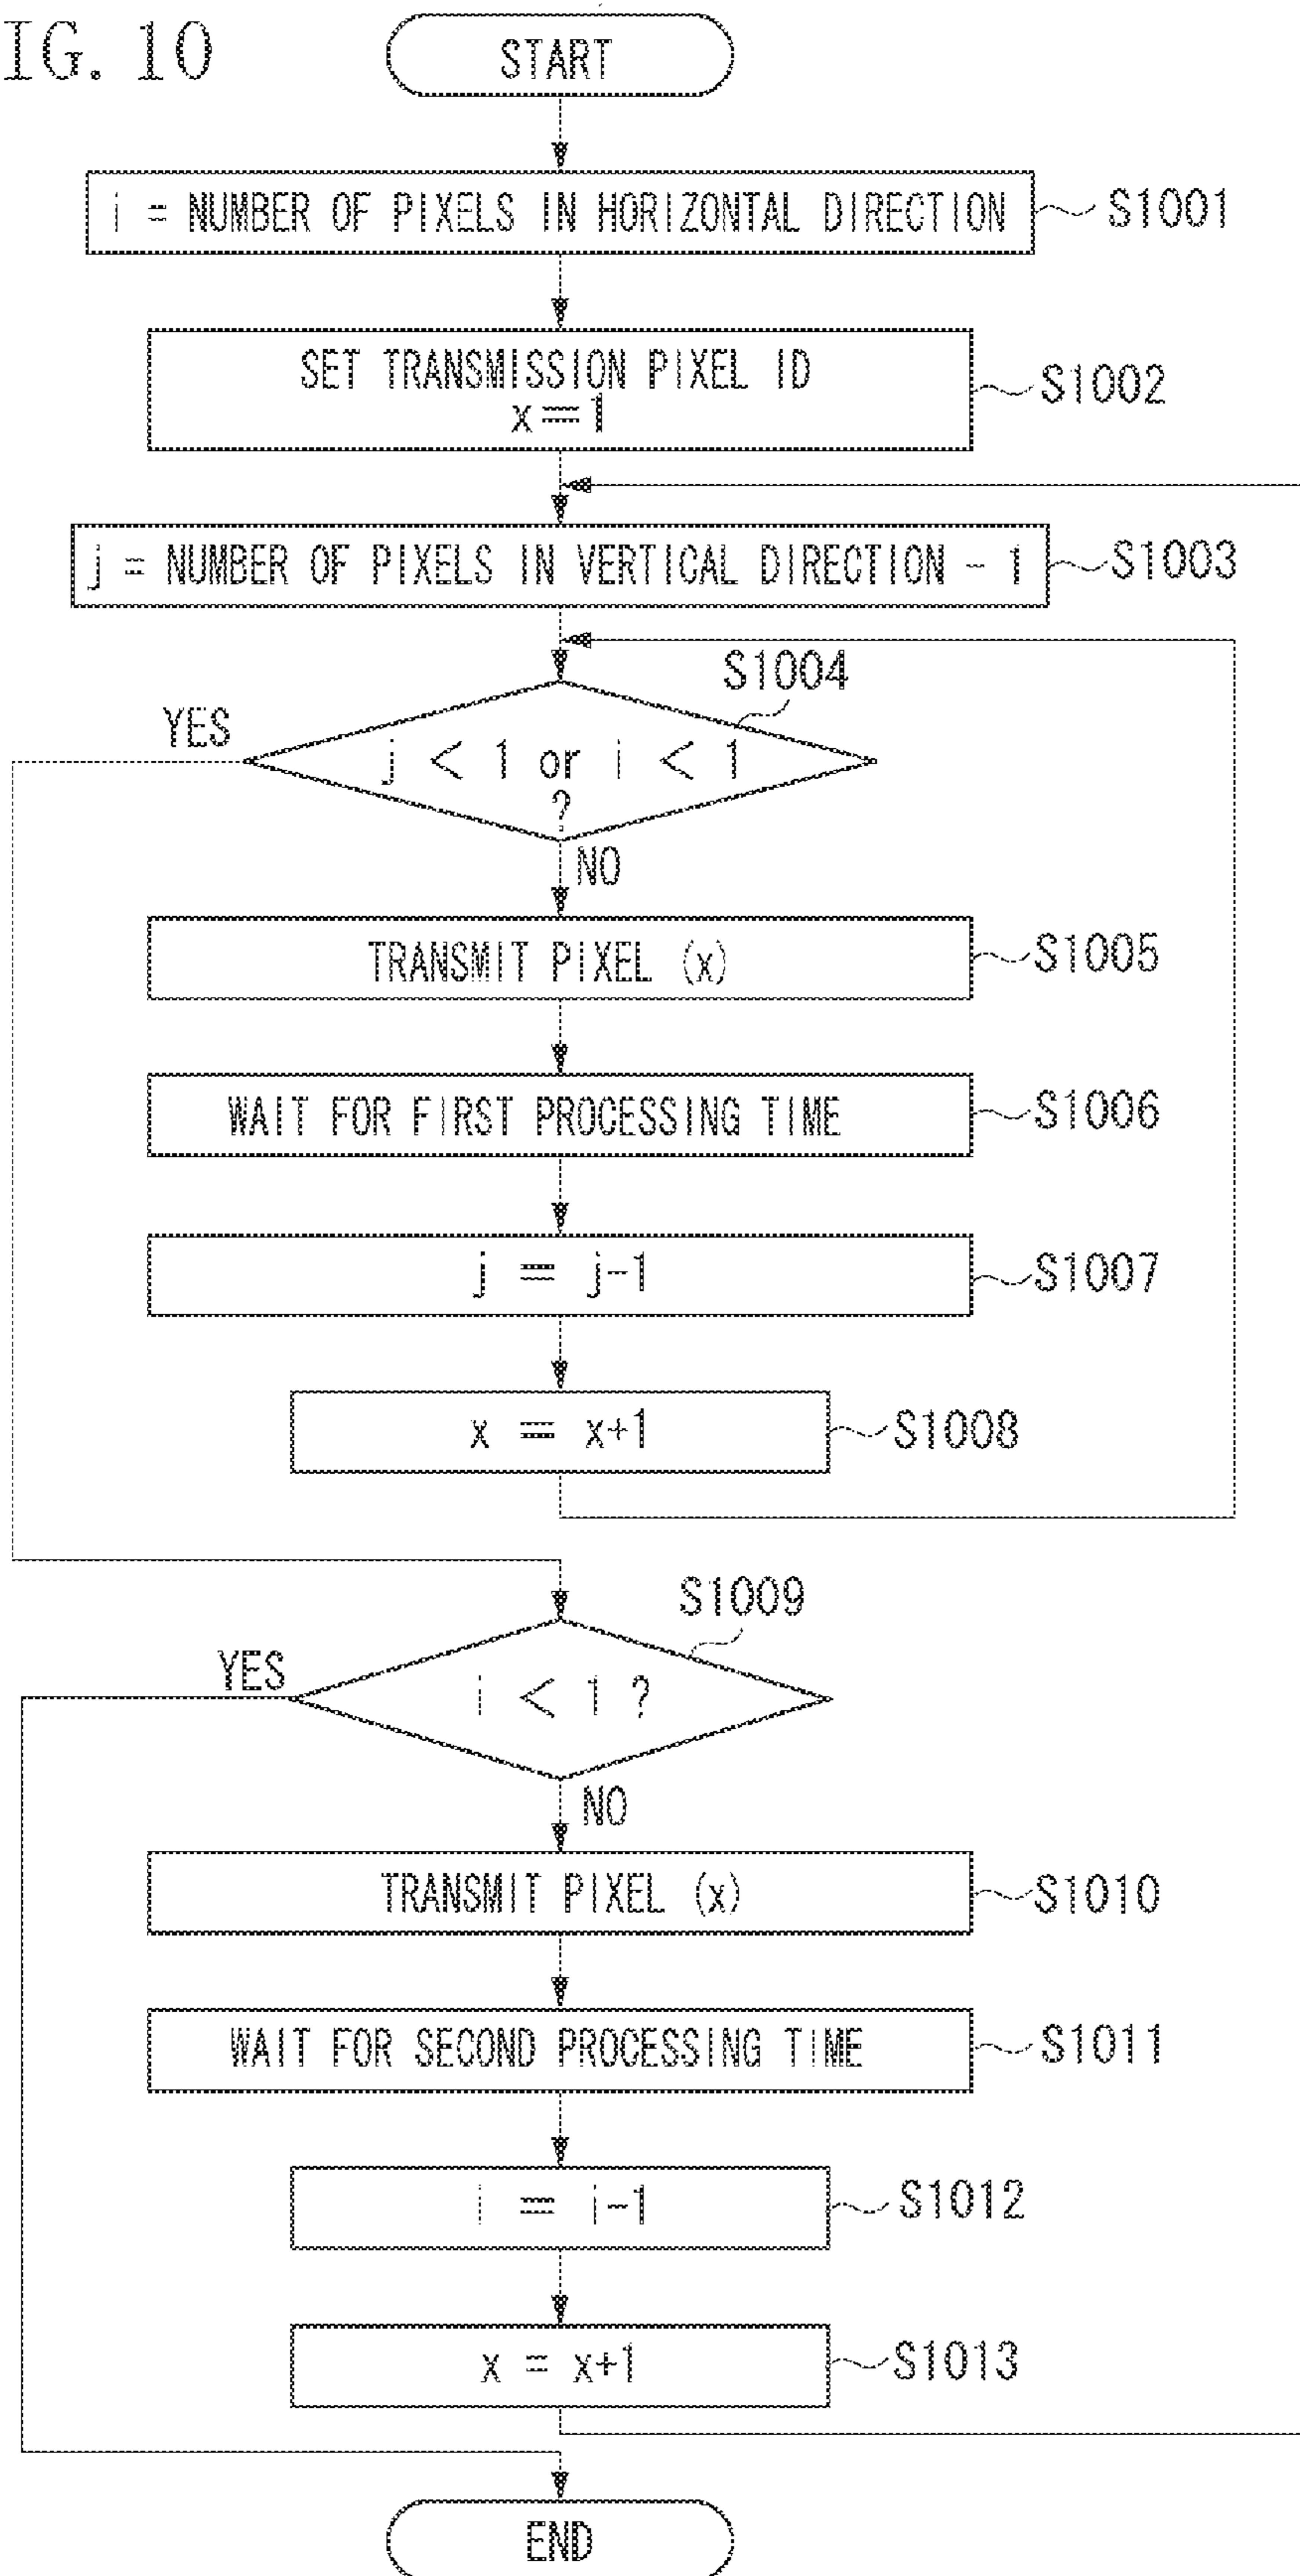 IG. 10
START
i = NUMBER OF PIXELS IN HORIZONTAL DIRECTION
S1001
SET TRANSMISSION PIXEL ID
x = 1
S1002
j = NUMBER OF PIXELS IN VERTICAL DIRECTION - 1
S1003
S1004
YES
j < 1 or i < 1
?
NO
TRANSMIT PIXEL (x)
S1005
WAIT FOR FIRST PROCESSING TIME
S1006
j = j-1
S1007
x = x+1
S1008
S1009
YES
i < 1 ?
NO
TRANSMIT PIXEL (x)
S1010
WAIT FOR SECOND PROCESSING TIME
S1011
i = i-1
S1012
x = x+1
S1013
END